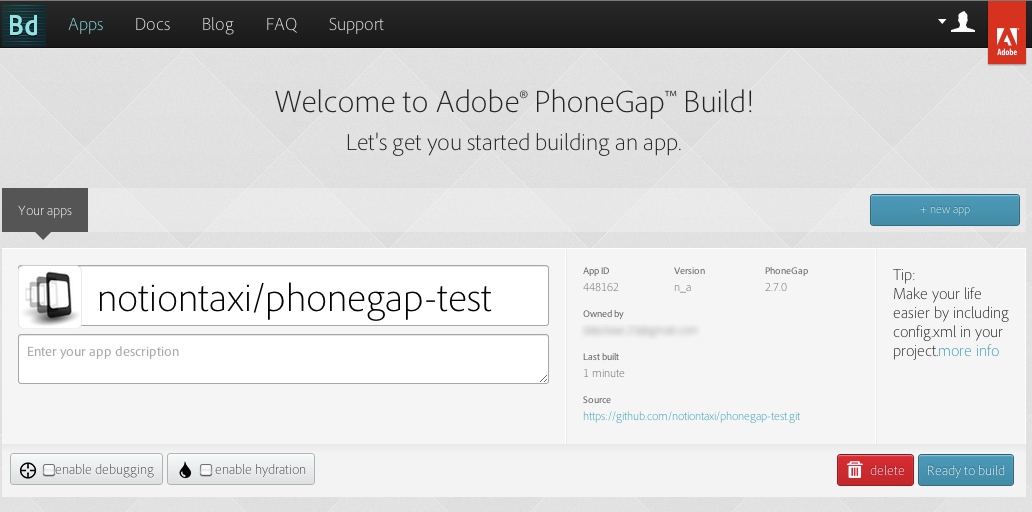 Bd Apps Docs Blog FAQ Support
Adobe
Welcome to Adobe® PhoneGap™ Build!
Let's get you started building an app.
Your apps
+ new app
notiontaxi/phonegap-test
Enter your app description
App ID Version PhoneGap
448162 n_a 2.7.0
Owned by
Last built
1 minute
Source
https://github.com/notiontaxi/phonegap-test.git
Tip:
Make your life
easier by including
config.xml in your
project.more info
enable debugging enable hydration
delete Ready to build